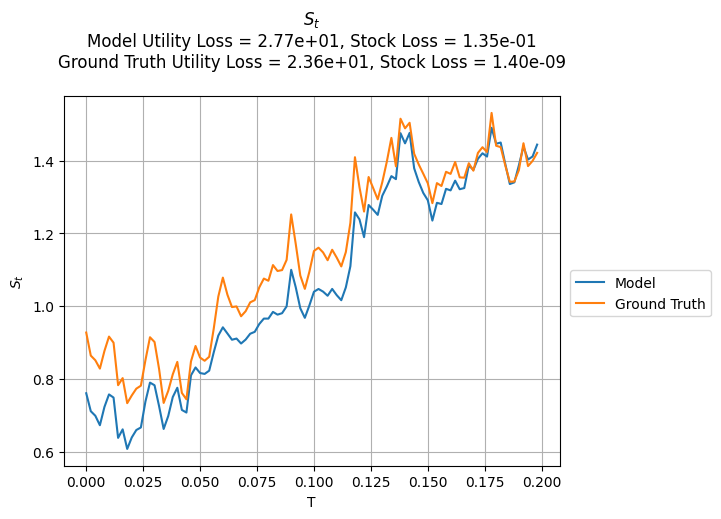 S_t
Model Utility Loss = 2.77e+01, Stock Loss = 1.35e-01
Ground Truth Utility Loss = 2.36e+01, Stock Loss = 1.40e-09
1.4
1.2
1.0
0.8
0.6
S_t
0.000 0.025 0.050 0.075 0.100 0.125 0.150 0.175 0.200
T
Model
Ground Truth